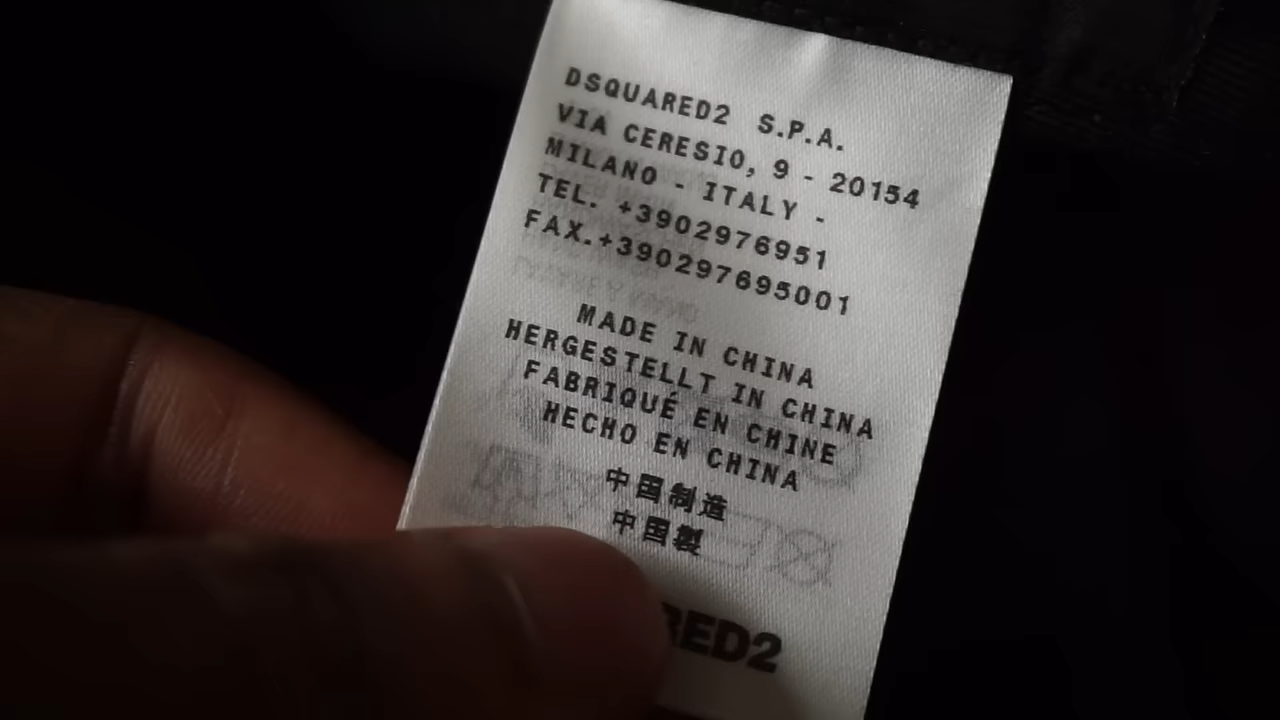 DSQUARED2 S.P.A.
VIA CERESIO, 9 - 20154
MILANO - ITALY -
TEL. +3902976951
FAX.+390297695001
MADE IN CHINA
HERGESTELLT IN CHINA
FABRIQUÉ EN CHINE
HECHO EN CHINA
中国制造
中国製
RED2